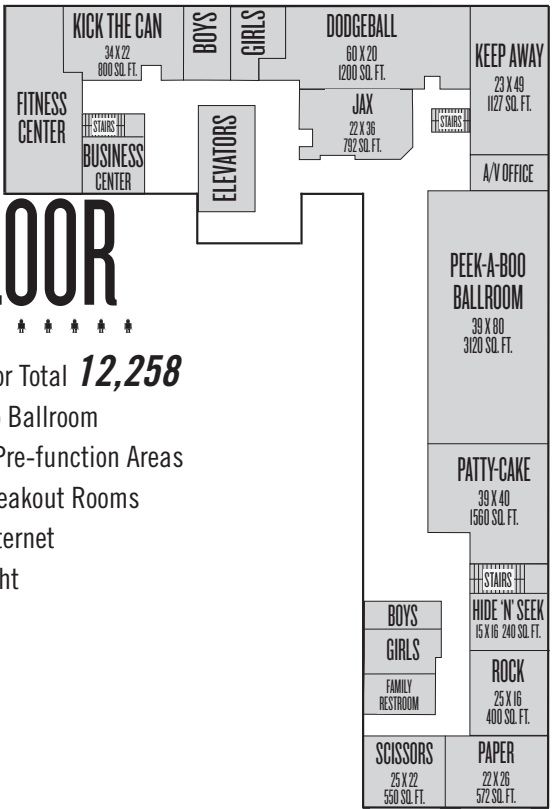 KICK THE CAN
34 X 22
800 SQ. FT.
BOYS
GIRLS
DODGEBALL
60 X 20
1200 SQ. FT.
KEEP AWAY
23 X 49
1127 SQ. FT.
FITNESS
CENTER
STAIRS
BUSINESS
CENTER
ELEVATORS
JAX
22 X 36
792 SQ. FT.
STAIRS
A/V OFFICE
PEEK-A-BOO
BALLROOM
39 X 80
3120 SQ. FT.
OOR
or Total 12,258
Ballroom
Pre-function Areas
eakout Rooms
ternet
ht
PATTY-CAKE
39 X 40
1560 SQ. FT.
STAIRS
HIDE 'N' SEEK
15 X 16 240 SQ. FT.
BOYS
GIRLS
FAMILY
RESTROOM
ROCK
25 X 16
400 SQ. FT.
SCISSORS
25 X 22
550 SQ. FT.
PAPER
22 X 26
572 SQ. FT.